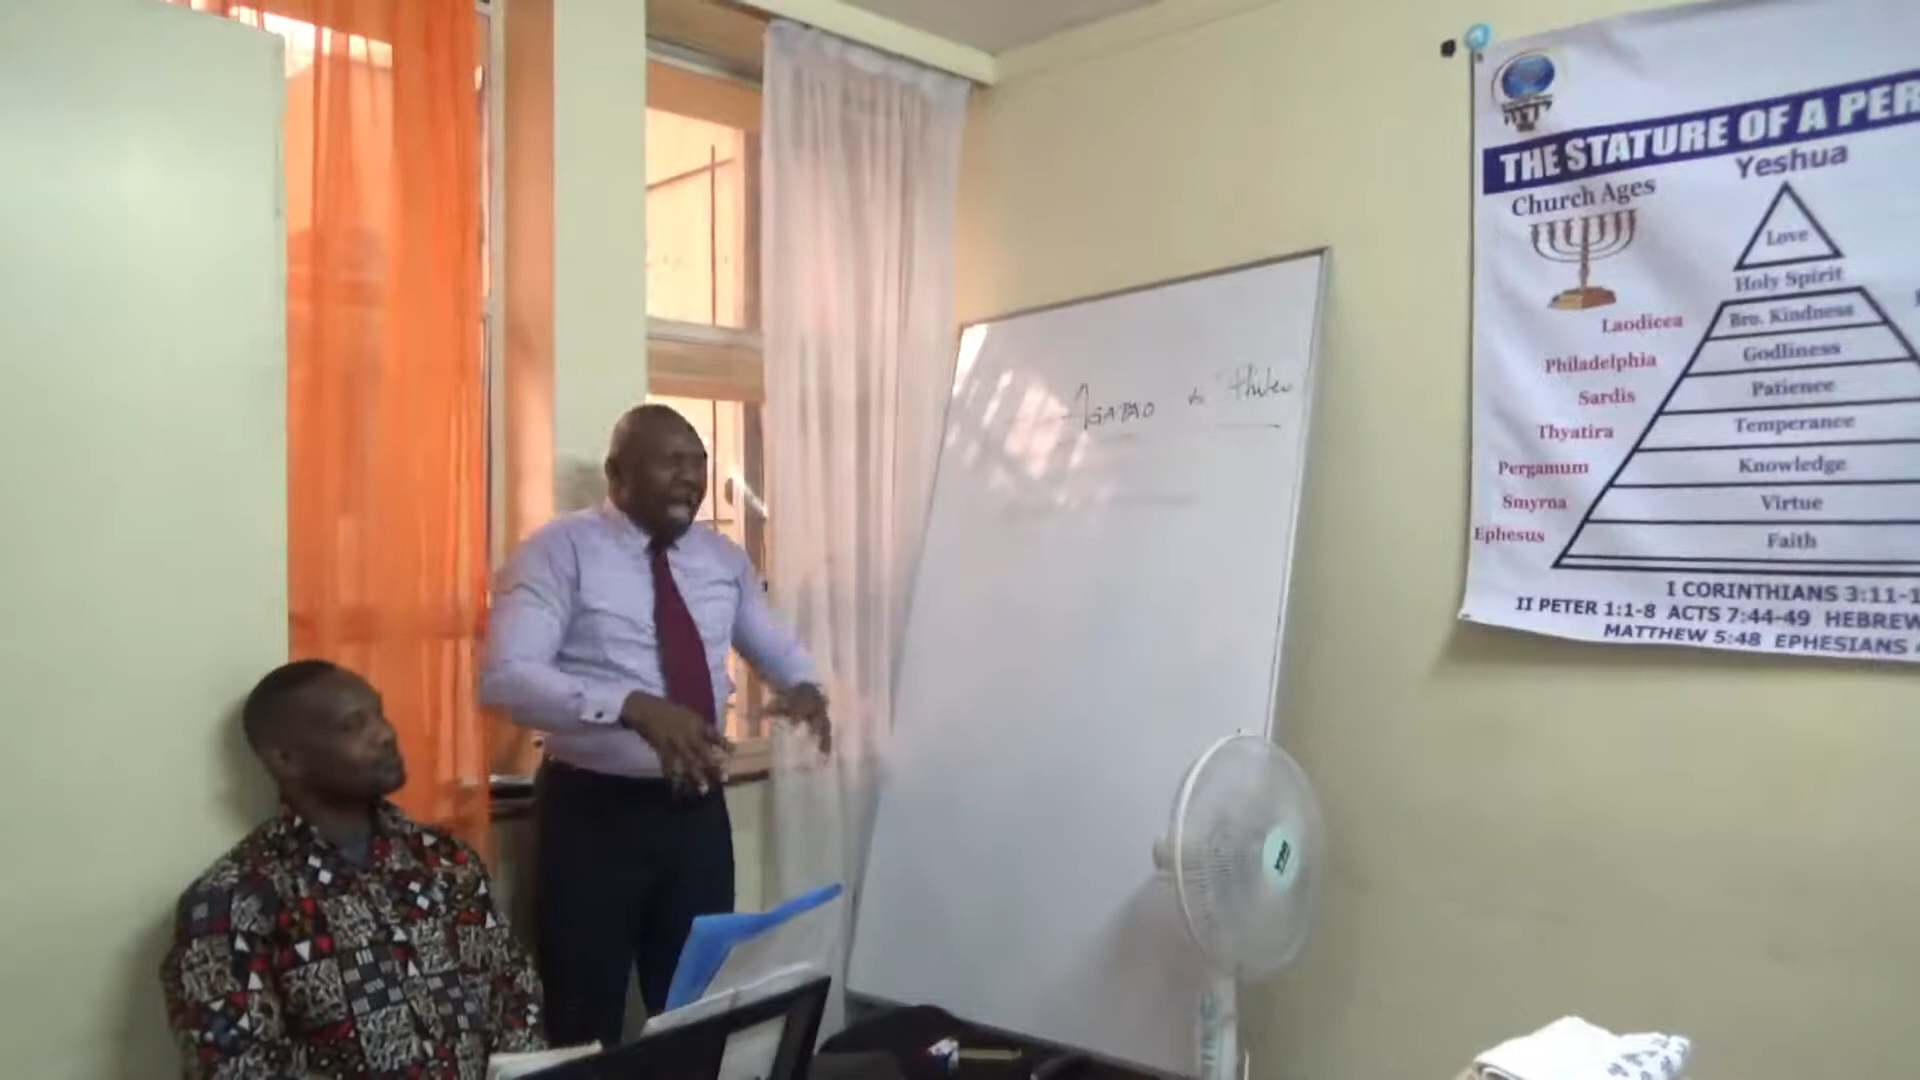 AGAPAO to Phileo
THE STATURE OF A PER
Yeshua
Church Ages
Love
Holy Spirit
Laodicea
Bro. Kindness
Philadelphia
Godliness
Sardis
Patience
Thyatira
Temperance
Pergamum
Knowledge
Smyrna
Virtue
Ephesus
Faith
I CORINTHIANS 3:11-1
II PETER 1:1-8 ACTS 7:44-49 HEBREW
MATTHEW 5:48 EPHESIANS